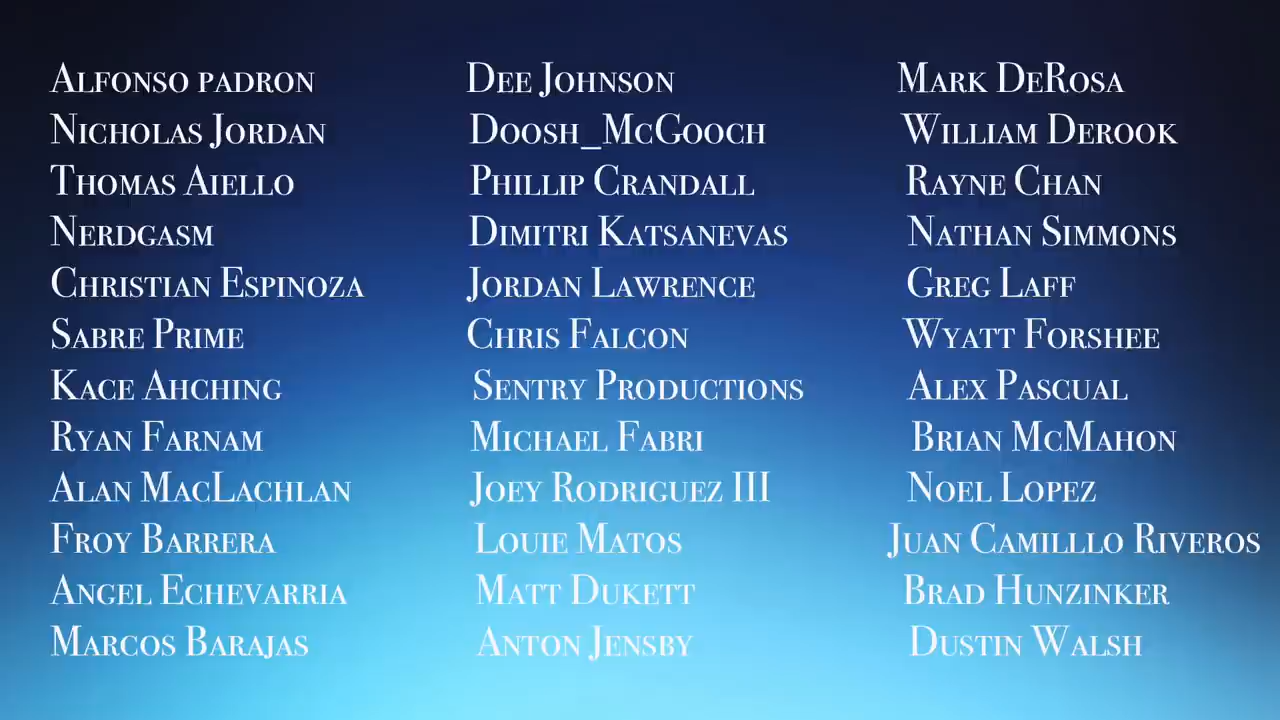 Alfonso padron
Nicholas Jordan
Thomas Aiello
Nerdgasm
Christian Espinoza
Sabre Prime
Kace Ahching
Ryan Farnam
Alan MacLachlan
Froy Barrera
Angel Echevarria
Marcos Barajas
Dee Johnson
Doosh_McGooch
Phillip Crandall
Dimitri Katsanevas
Jordan Lawrence
Chris Falcon
Sentry Productions
Michael Fabri
Joey Rodriguez III
Louie Matos
Matt Dukett
Anton Jensby
Mark DeRosa
William Derook
Rayne Chan
Nathan Simmons
Greg Laff
Wyatt Forshee
Alex Pascual
Brian McMahon
Noel Lopez
Juan Camilllo Riveros
Brad Hunzinker
Dustin Walsh